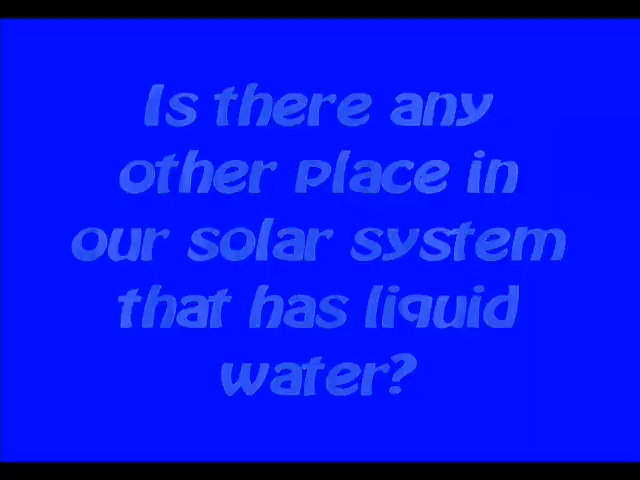 Is there any
other place in
our solar system
that has liquid
water?